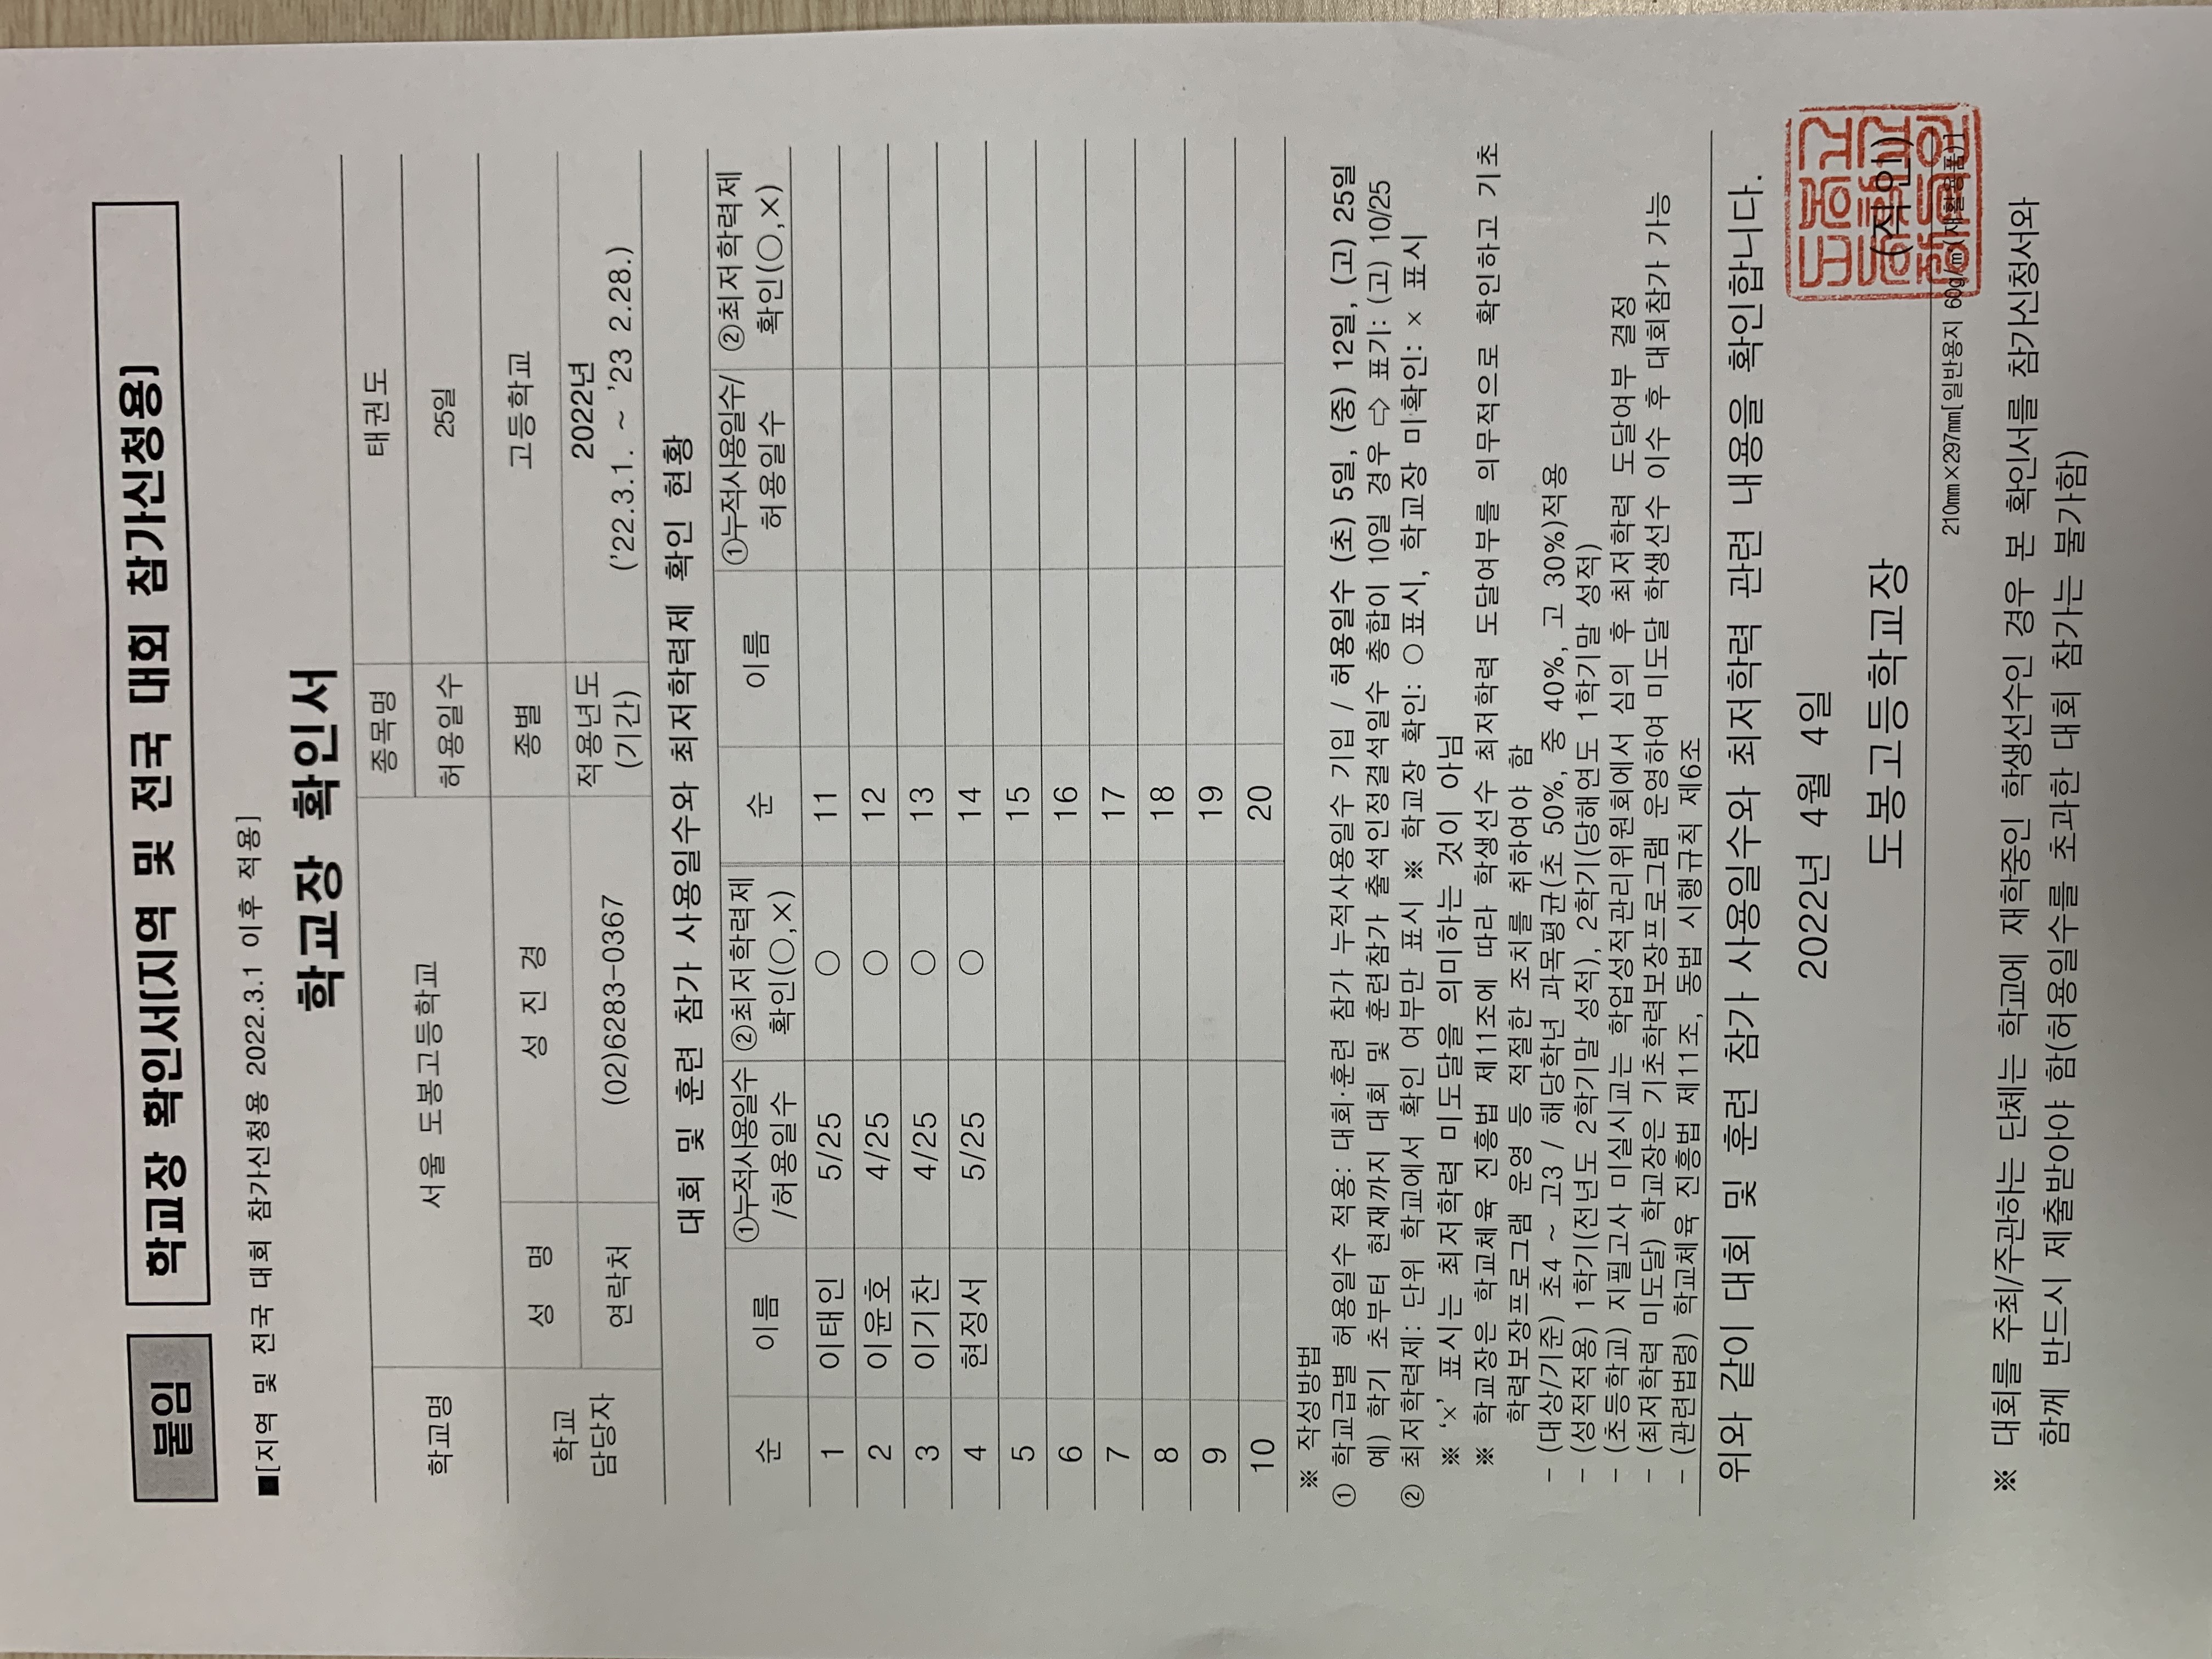 붙임
학교장 확인서[지역 및 전국 대회 참가신청용]
■[지역 및 전국 대회 참가신청용 2022.3.1 이후 적용]
학교장 확인서
학교명 서울 도봉고등학교 종목명 태권도
허용일수 25일
학교 담당자 성 명 성 진 경 종별 고등학교
연락처 (02)6283-0367 적용년도 (기간) 2022년 ('22.3.1. ~ '23 2.28.)
대회 및 훈련 참가 사용일수와 최저학력제 확인 현황
순 이름 ①누적사용일수 /허용일수 ②최저학력제 확인(○,×) 순 이름 ①누적사용일수/ 허용일수 ②최저학력제 확인(○,×)
1 이태인 5/25 ○ 11
2 이윤호 4/25 ○ 12
3 이기찬 4/25 ○ 13
4 현정서 5/25 ○ 14
5 15
6 16
7 17
8 18
9 19
10 20
※ 작성방법
① 학교급별 허용일수 적용: 대회·훈련 참가 누적사용일수 기입 / 허용일수 (초) 5일, (중) 12일, (고) 25일
예) 학기 초부터 현재까지 대회 및 훈련참가 출석인정결석일수 총합이 10일 경우 ⇨ 표기: (고) 10/25
② 최저학력제: 단위 학교에서 확인 여부만 표시 ※ 학교장 확인: ○표시, 학교장 미확인: × 표시
※ '×' 표시는 최저학력 미도달을 의미하는 것이 아님
※ 학교장은 학교체육 진흥법 제11조에 따라 학생선수 최저학력 도달여부를 의무적으로 확인하고 기초
학력보장프로그램 운영 등 적절한 조치를 취하여야 함
- (대상/기준) 초4 ~ 고3 / 해당학년 과목평균(초 50%, 중 40%, 고 30%)적용
- (성적적용) 1학기(전년도 2학기말 성적), 2학기(당해연도 1학기말 성적)
- (초등학교) 지필고사 미실시교는 학업성적관리위원회에서 심의 후 최저학력 도달여부 결정
- (최저학력 미도달) 학교장은 기초학력보장프로그램 운영하여 미도달 학생선수 이수 후 대회참가 가능
- (관련법령) 학교체육 진흥법 제11조, 동법 시행규칙 제6조
위와 같이 대회 및 훈련 참가 사용일수와 최저학력 관련 내용을 확인합니다.
2022년 4월 4일
도봉고등학교장 (직인)
210mm×297mm[일반용지 60g/㎡(재활용품)]
※ 대회를 주최/주관하는 단체는 학교에 재학중인 학생선수인 경우 본 확인서를 참가신청서와
함께 반드시 제출받아야 함(허용일수를 초과한 대회 참가는 불가함)